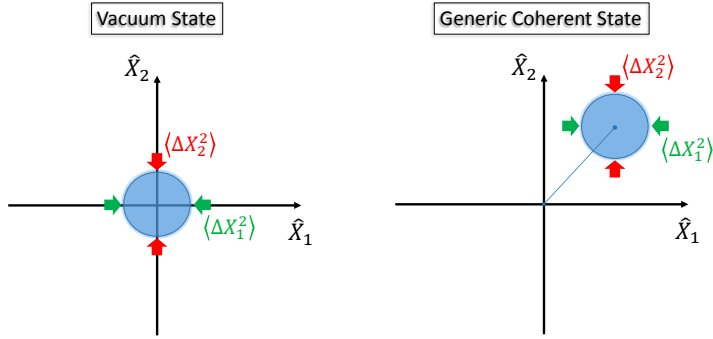 Vacuum State
X̂₂
⟨ΔX₂²⟩
⟨ΔX₁²⟩
X̂₁
Generic Coherent State
X̂₂
⟨ΔX₂²⟩
⟨ΔX₁²⟩
X̂₁